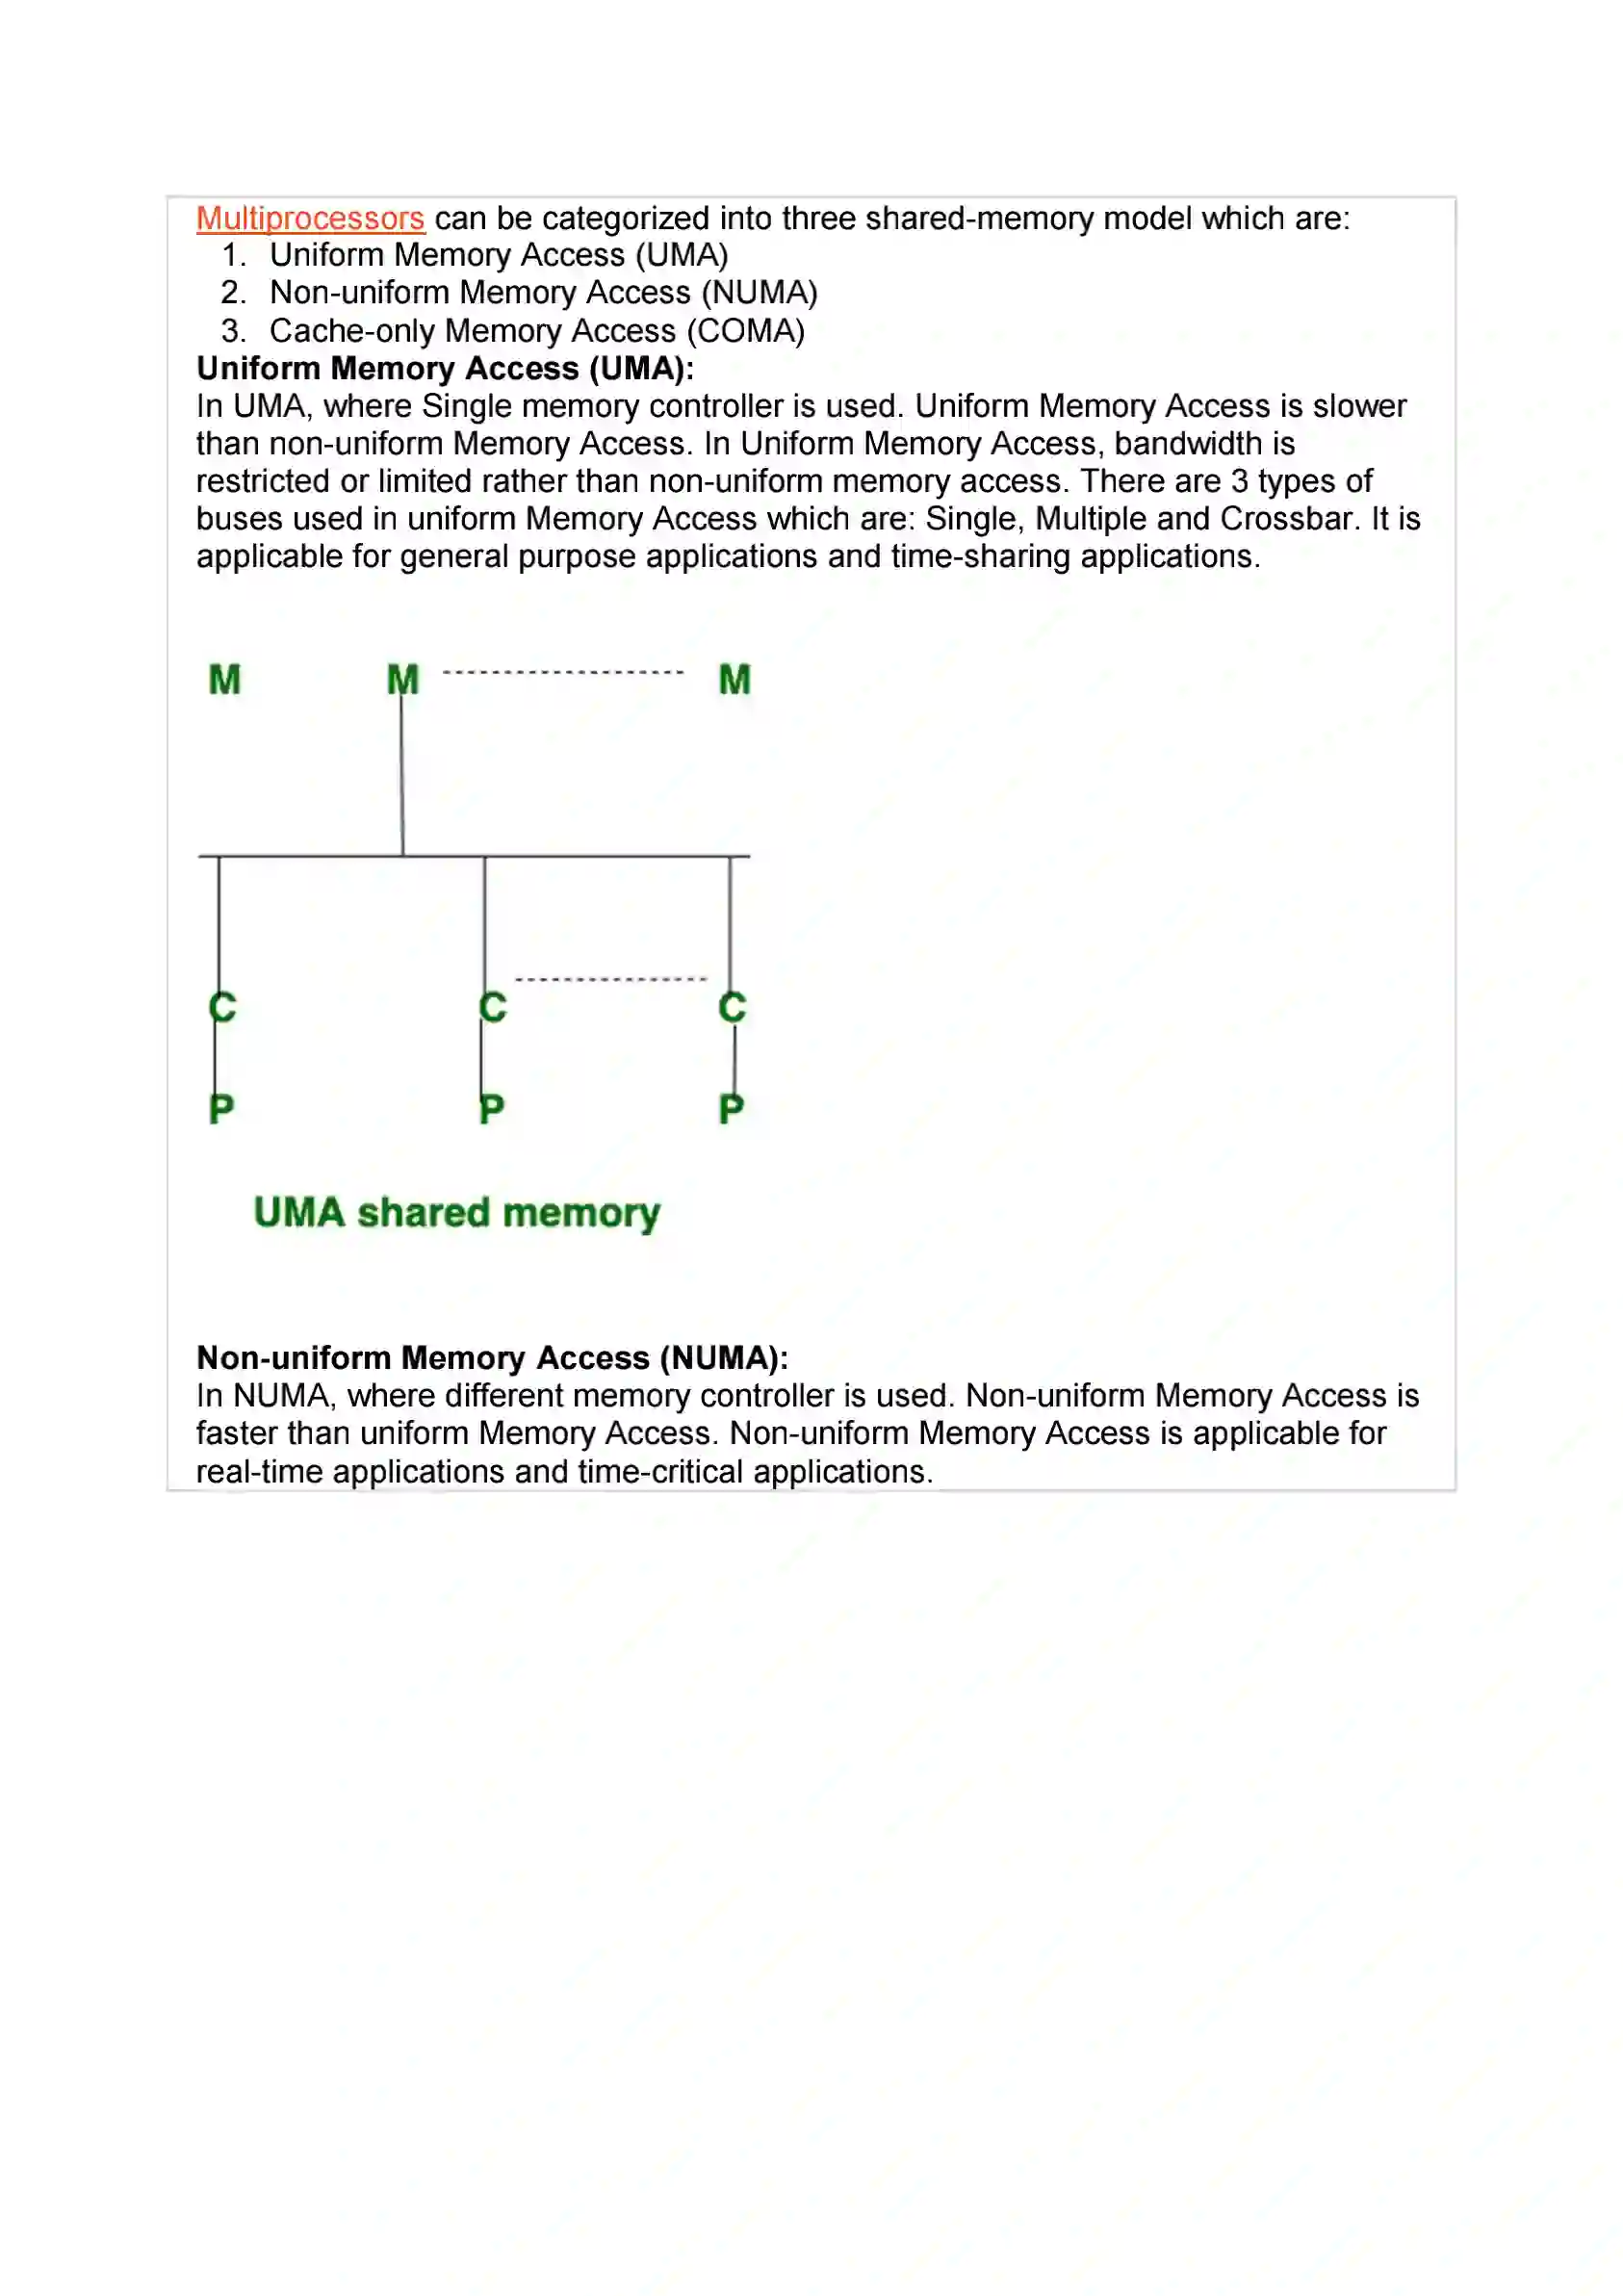 Multiprocessors can be categorized into three shared-memory model which are:
1. Uniform Memory Access (UMA)
2. Non-uniform Memory Access (NUMA)
3. Cache-only Memory Access (COMA)
Uniform Memory Access (UMA):
In UMA, where Single memory controller is used. Uniform Memory Access is slower
than non-uniform Memory Access. In Uniform Memory Access, bandwidth is
restricted or limited rather than non-uniform memory access. There are 3 types of
buses used in uniform Memory Access which are: Single, Multiple and Crossbar. It is
applicable for general purpose applications and time-sharing applications.
M M M
C C C
P P P
UMA shared memory
Non-uniform Memory Access (NUMA):
In NUMA, where different memory controller is used. Non-uniform Memory Access is
faster than uniform Memory Access. Non-uniform Memory Access is applicable for
real-time applications and time-critical applications.